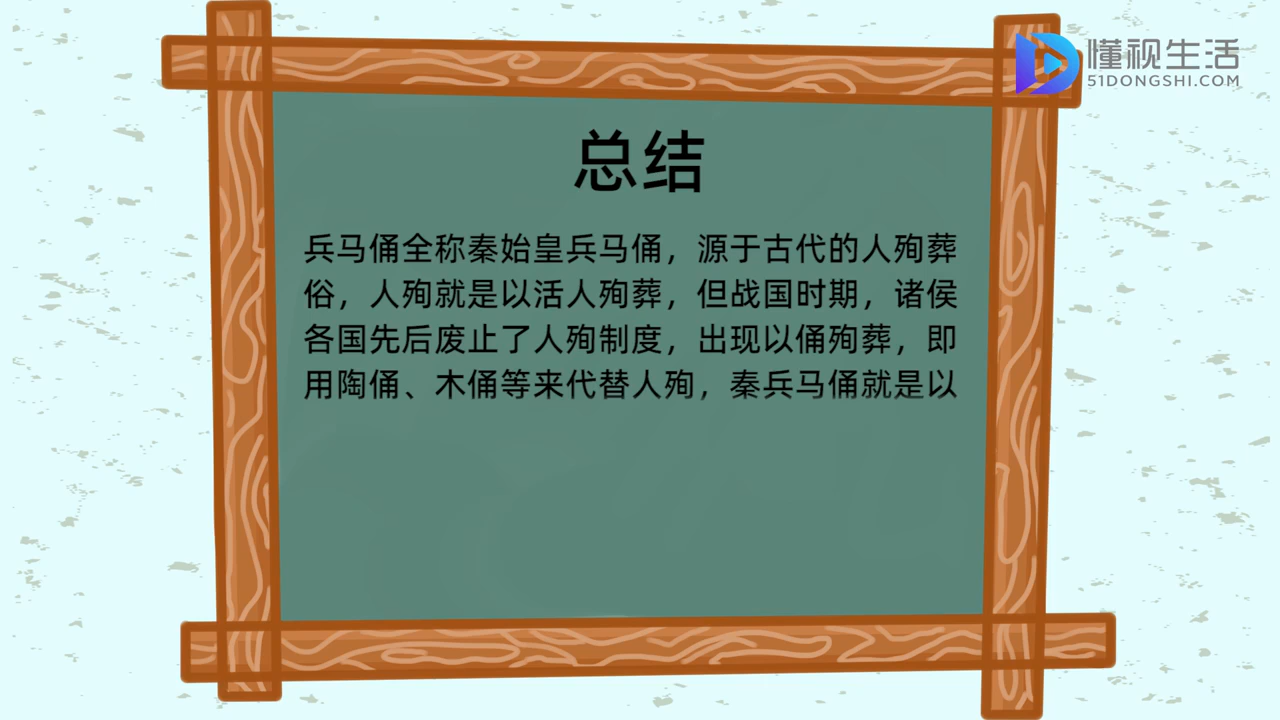 懂视生活
51DONGSHI.COM
总结
兵马俑全称秦始皇兵马俑，源于古代的人殉葬
俗，人殉就是以活人殉葬，但战国时期，诸侯
各国先后废止了人殉制度，出现以俑殉葬，即
用陶俑、木俑等来代替人殉，秦兵马俑就是以